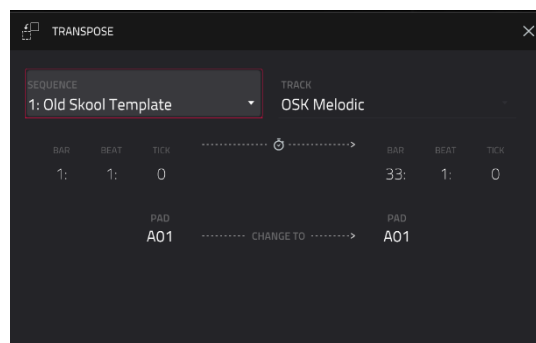 TRANSPOSE
SEQUENCE TRACK
1: Old Skool Template OSK Melodic
BAR BEAT TICK BAR BEAT TICK
1: 1: 0 33: 1: 0
PAD PAD
A01 CHANGE TO A01